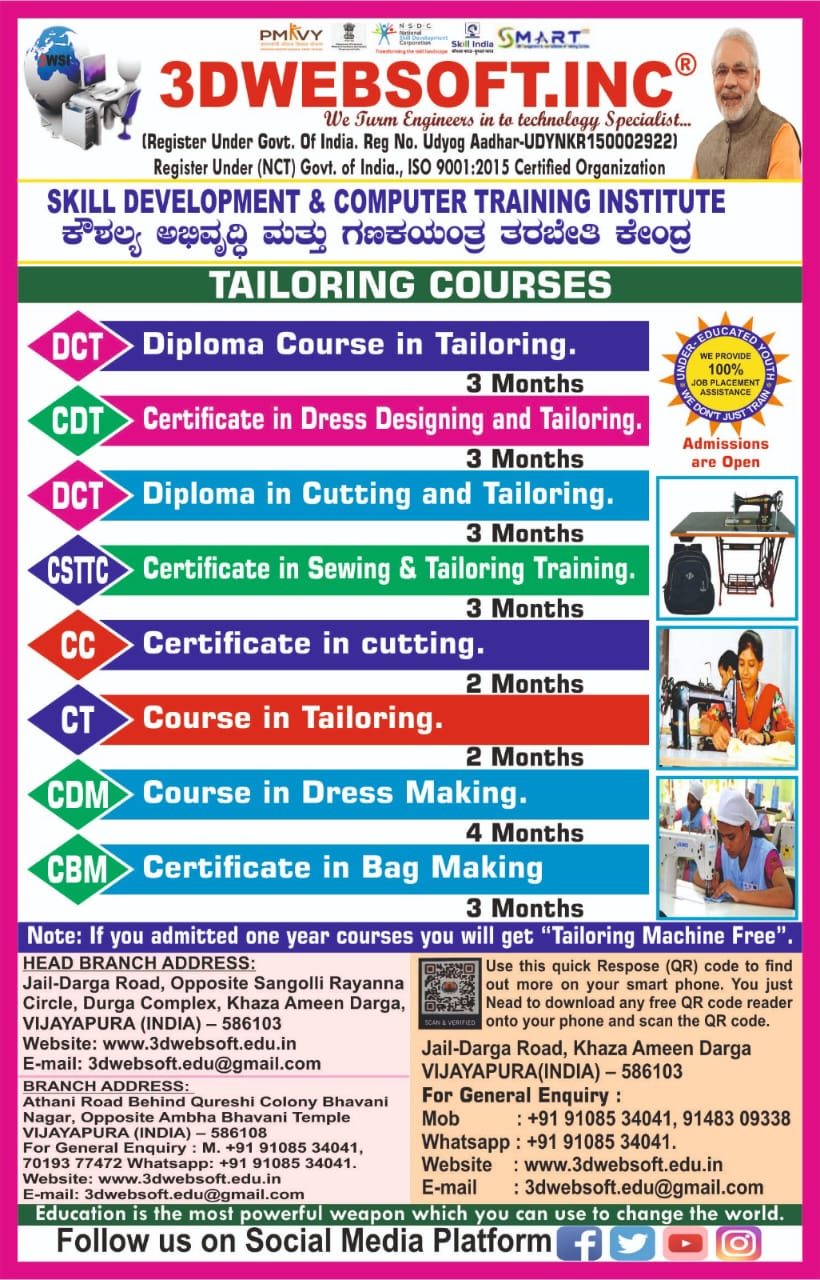 PMKVY
N·S·D·C
National
Skill Development
Corporation
Transforming the skill landscape
Skill India
SMART
3DWEBSOFT.INC®
We Turm Engineers in to technology Specialist...
(Register Under Govt. Of India. Reg No. Udyog Aadhar-UDYNKR150002922)
Register Under (NCT) Govt. of India., ISO 9001:2015 Certified Organization
SKILL DEVELOPMENT & COMPUTER TRAINING INSTITUTE
ಕೌಶಲ್ಯ ಅಭಿವೃದ್ಧಿ ಮತ್ತು ಗಣಕಯಂತ್ರ ತರಬೇತಿ ಕೇಂದ್ರ
TAILORING COURSES
DCT Diploma Course in Tailoring.
3 Months
CDT Certificate in Dress Designing and Tailoring.
3 Months
DCT Diploma in Cutting and Tailoring.
3 Months
CSTTC Certificate in Sewing & Tailoring Training.
3 Months
CC Certificate in cutting.
2 Months
CT Course in Tailoring.
2 Months
CDM Course in Dress Making.
4 Months
CBM Certificate in Bag Making
3 Months
UNDER- EDUCATED YOUTH
WE PROVIDE
100%
JOB PLACEMENT
ASSISTANCE
WE DON'T JUST TRAIN
Admissions
are Open
Note: If you admitted one year courses you will get “Tailoring Machine Free”.
HEAD BRANCH ADDRESS:
Jail-Darga Road, Opposite Sangolli Rayanna
Circle, Durga Complex, Khaza Ameen Darga,
VIJAYAPURA (INDIA) – 586103
Website: www.3dwebsoft.edu.in
E-mail: 3dwebsoft.edu@gmail.com
BRANCH ADDRESS:
Athani Road Behind Qureshi Colony Bhavani
Nagar, Opposite Ambha Bhavani Temple
VIJAYAPURA (INDIA) – 586108
For General Enquiry : M. +91 91085 34041,
70193 77472 Whatsapp: +91 91085 34041.
Website: www.3dwebsoft.edu.in
E-mail: 3dwebsoft.edu@gmail.com
SCAN & VERIFIED
Use this quick Respose (QR) code to find
out more on your smart phone. You just
Nead to download any free QR code reader
onto your phone and scan the QR code.
Jail-Darga Road, Khaza Ameen Darga
VIJAYAPURA(INDIA) – 586103
For General Enquiry :
Mob : +91 91085 34041, 91483 09338
Whatsapp : +91 91085 34041.
Website : www.3dwebsoft.edu.in
E-mail : 3dwebsoft.edu@gmail.com
Education is the most powerful weapon which you can use to change the world.
Follow us on Social Media Platform